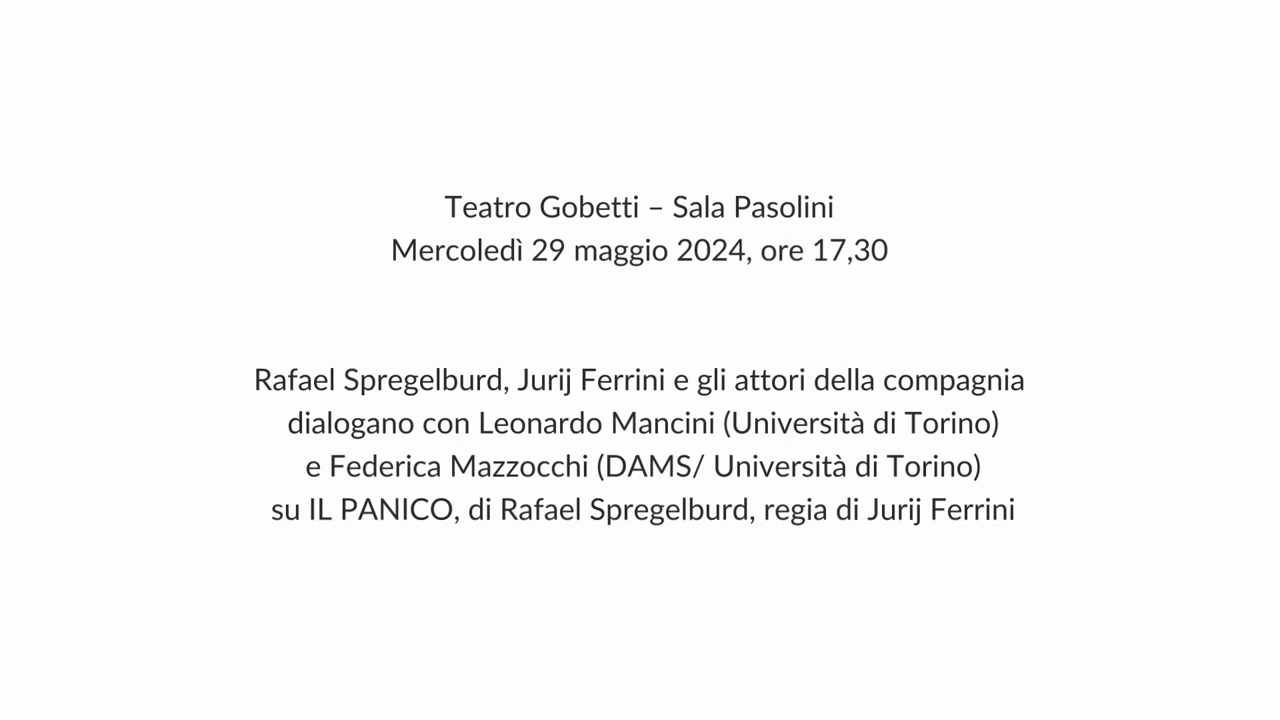 Teatro Gobetti – Sala Pasolini
Mercoledì 29 maggio 2024, ore 17,30
Rafael Spregelburd, Jurij Ferrini e gli attori della compagnia
dialogano con Leonardo Mancini (Università di Torino)
e Federica Mazzocchi (DAMS/ Università di Torino)
su IL PANICO, di Rafael Spregelburd, regia di Jurij Ferrini